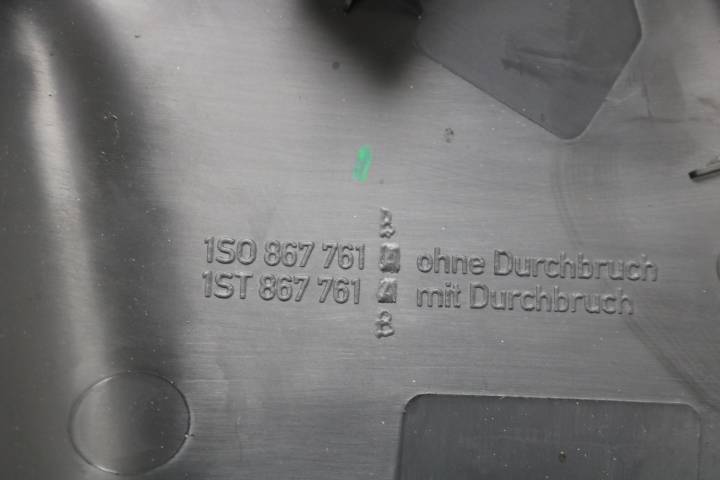 B
1S0 867 761 ohne Durchbruch
1ST 867 761 A mit Durchbruch
B